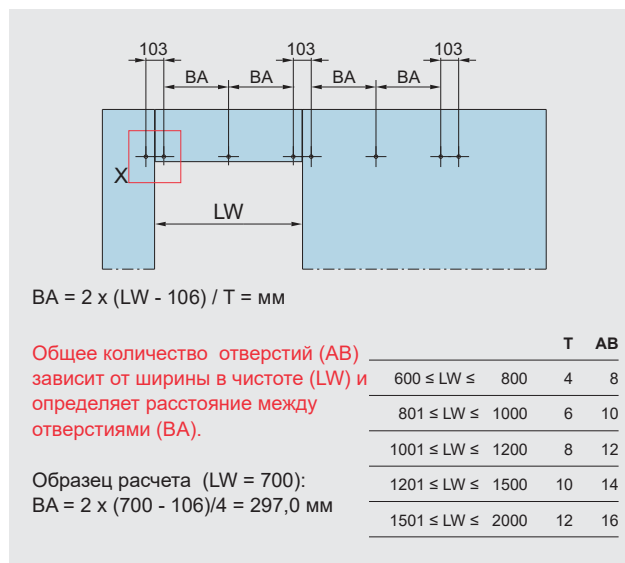 103 103 103
BA BA BA BA
X
LW
BA = 2 x (LW - 106) / T = мм
Общее количество отверстий (AB)
зависит от ширины в чистоте (LW) и
определяет расстояние между
отверстиями (BA).
Образец расчета (LW = 700):
BA = 2 x (700 - 106)/4 = 297,0 мм
T AB
600 ≤ LW ≤ 800 4 8
801 ≤ LW ≤ 1000 6 10
1001 ≤ LW ≤ 1200 8 12
1201 ≤ LW ≤ 1500 10 14
1501 ≤ LW ≤ 2000 12 16